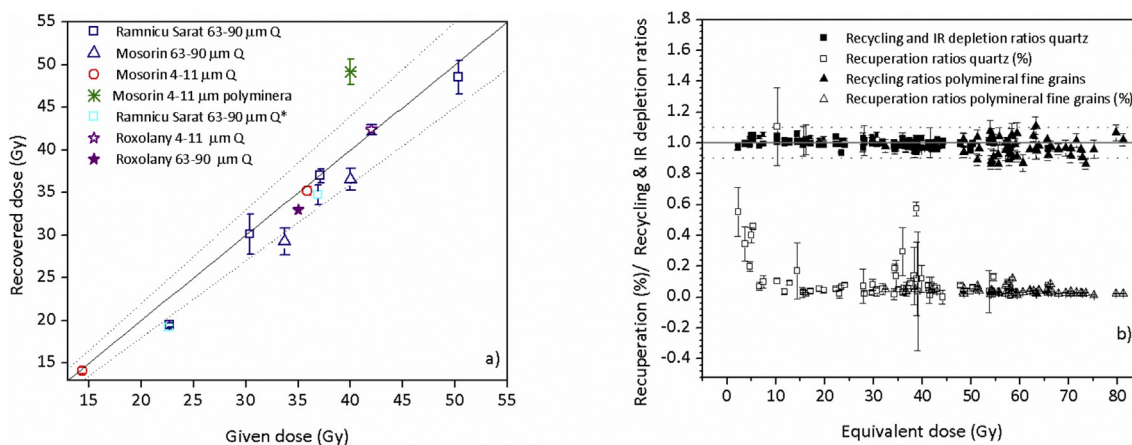 55
50
45
40
35
30
25
20
15
Recovered dose (Gy)
Ramnicu Sarat 63-90 μm Q
Mosorin 63-90 μm Q
Mosorin 4-11 μm Q
Mosorin 4-11 μm polyminera
Ramnicu Sarat 63-90 μm Q*
Roxolany 4-11 μm Q
Roxolany 63-90 μm Q
a)
15 20 25 30 35 40 45 50 55
Given dose (Gy)
Recuperation (%)/ Recycling & IR depletion ratios
1.8
1.6
1.4
1.2
1.0
0.8
0.6
0.4
0.2
0.0
-0.2
-0.4
Recycling and IR depletion ratios quartz
Recuperation ratios quartz (%)
Recycling ratios polymineral fine grains
Recuperation ratios polymineral fine grains (%)
b)
0 10 20 30 40 50 60 70 80
Equivalent dose (Gy)